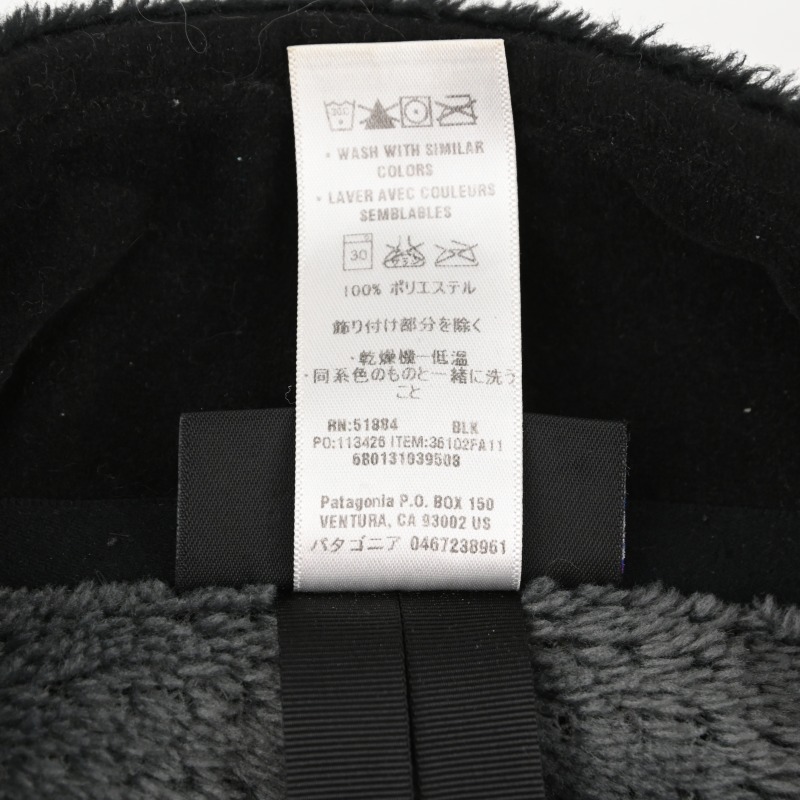 • WASH WITH SIMILAR
COLORS
• LAVER AVEC COULEURS
SEMBLABLES
30
100% ポリエステル
飾り付け部分を除く
・乾燥機一低温
・同系色のものと一緒に洗う
こと
RN:51884 BLK
PO:113426 ITEM:36102FA11
680131039508
Patagonia P.O. BOX 150
VENTURA, CA 93002 US
パタゴニア 0467238961